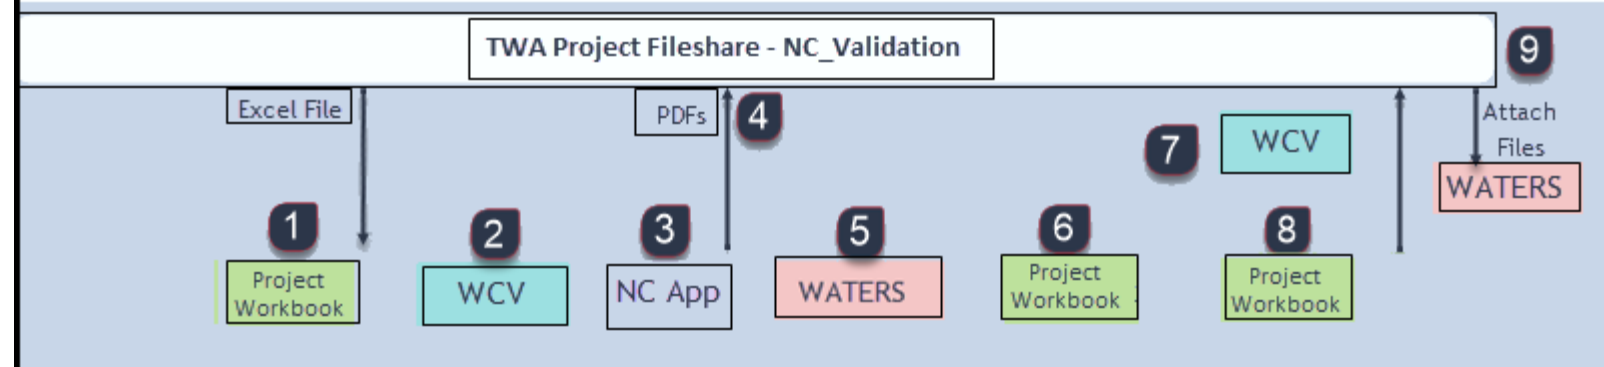 TWA Project Fileshare - NC_Validation
9
Excel File
PDFs
4
7
WCV
Attach
Files
WATERS
1
Project
Workbook
2
WCV
3
NC App
5
WATERS
6
Project
Workbook
8
Project
Workbook